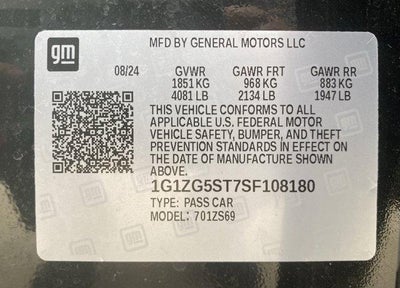 gm
MFD BY GENERAL MOTORS LLC
08/24 GVWR GAWR FRT GAWR RR
1851 KG 968 KG 883 KG
4081 LB 2134 LB 1947 LB
THIS VEHICLE CONFORMS TO ALL
APPLICABLE U.S. FEDERAL MOTOR
VEHICLE SAFETY, BUMPER, AND THEFT
PREVENTION STANDARDS IN EFFECT ON
THE DATE OF MANUFACTURE SHOWN
ABOVE.
1G1ZG5ST7SF108180
TYPE: PASS CAR
MODEL: 701ZS69